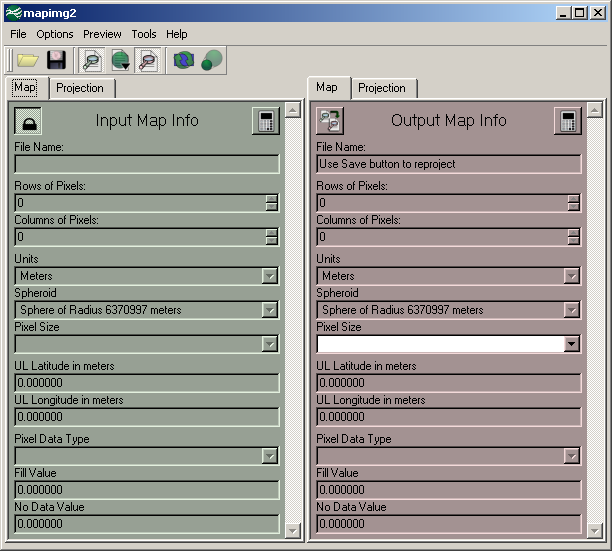 mapimg2
File Options Preview Tools Help
Map Projection
Input Map Info
File Name:
Rows of Pixels:
0
Columns of Pixels:
0
Units
Meters
Spheroid
Sphere of Radius 6370997 meters
Pixel Size
UL Latitude in meters
0.000000
UL Longitude in meters
0.000000
Pixel Data Type
Fill Value
0.000000
No Data Value
0.000000
Map Projection
Output Map Info
File Name:
Use Save button to reproject
Rows of Pixels:
0
Columns of Pixels:
0
Units
Meters
Spheroid
Sphere of Radius 6370997 meters
Pixel Size
UL Latitude in meters
0.000000
UL Longitude in meters
0.000000
Pixel Data Type
Fill Value
0.000000
No Data Value
0.000000